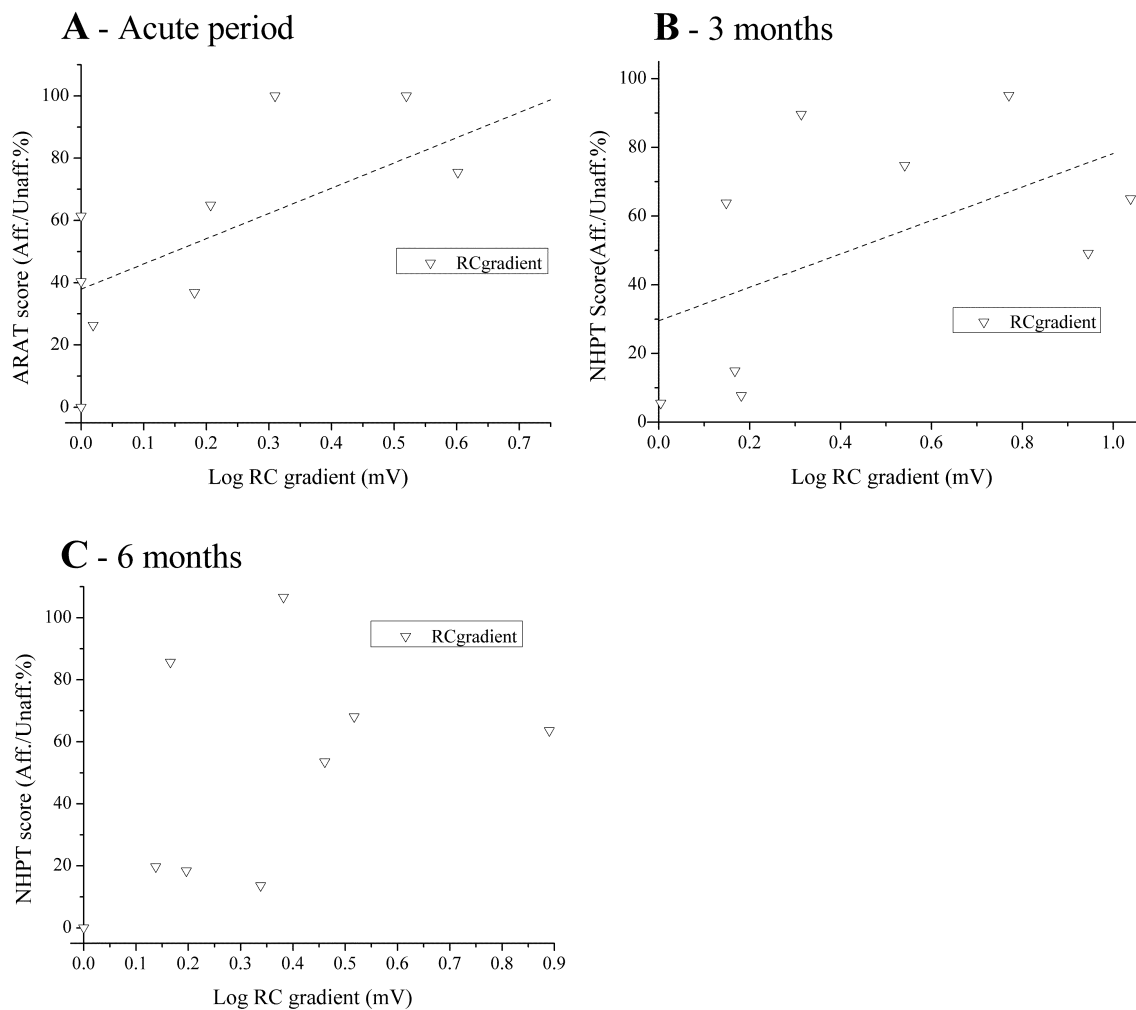 A - Acute period
ARAT score (Aff./Unaff.%)
100
80
60
40
20
0
RCgradient
0.0 0.1 0.2 0.3 0.4 0.5 0.6 0.7
Log RC gradient (mV)
B - 3 months
NHPT Score(Aff./Unaff.%)
100
80
60
40
20
0
RCgradient
0.0 0.2 0.4 0.6 0.8 1.0
Log RC gradient (mV)
C - 6 months
NHPT score (Aff./Unaff.%)
100
80
60
40
20
0
RCgradient
0.0 0.1 0.2 0.3 0.4 0.5 0.6 0.7 0.8 0.9
Log RC gradient (mV)